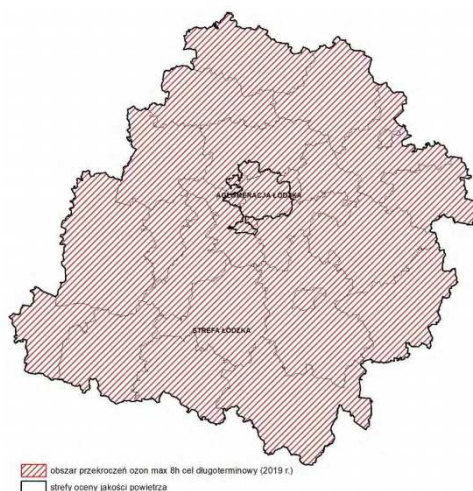 AGLOMERACJA ŁÓDZKA
STREFA ŁÓDZKA
obszar przekroczeń ozon max 8h cel długoterminowy (2019 r.)
strefy oceny jakości powietrza